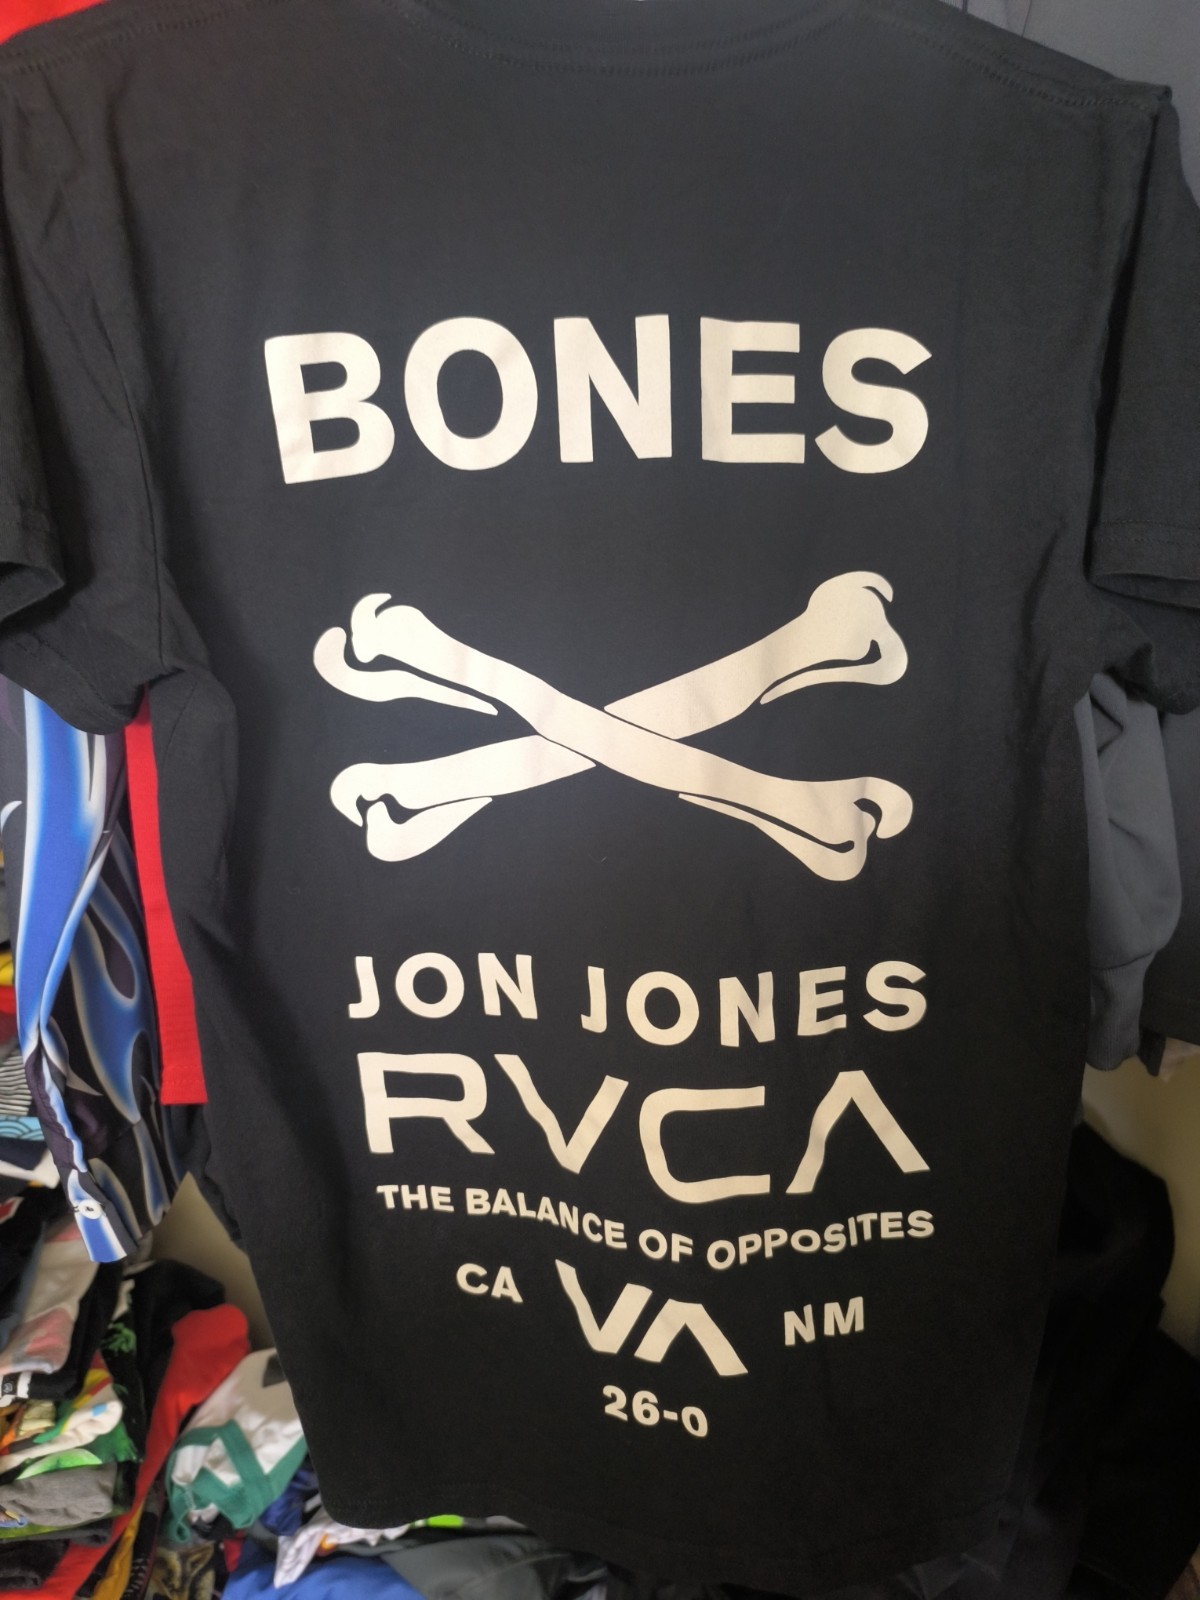 BONES
JON JONES
RVCA
THE BALANCE OF OPPOSITES
CA VA NM
26-0